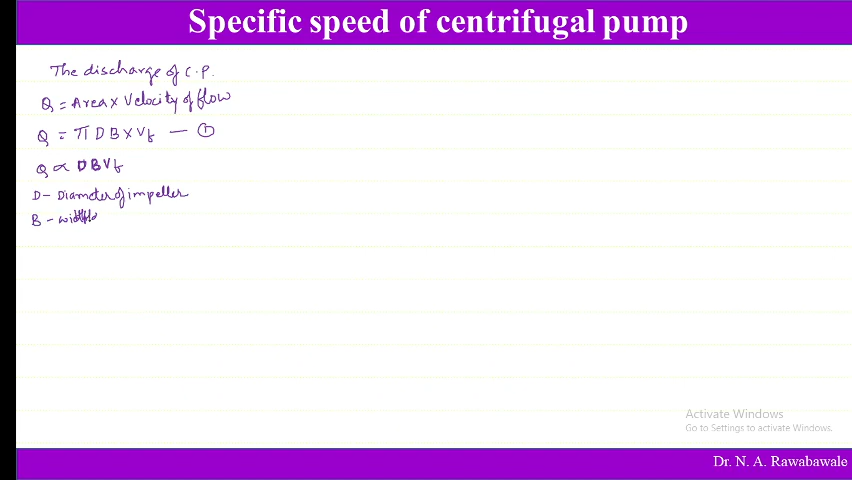 Specific speed of centrifugal pump
The discharge of C.P.
Q = Area x Velocity of flow
Q = π D B x Vf — ①
Q ∝ D B Vf
D - Diameter of impeller
B - width
Activate Windows
Go to Settings to activate Windows.
Dr. N. A. Rawabawale